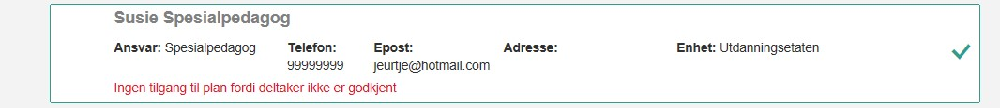 Susie Spesialpedagog
Ansvar: Spesialpedagog Telefon: Epost: Adresse: Enhet: Utdanningsetaten
99999999 jeurtje@hotmail.com
Ingen tilgang til plan fordi deltaker ikke er godkjent